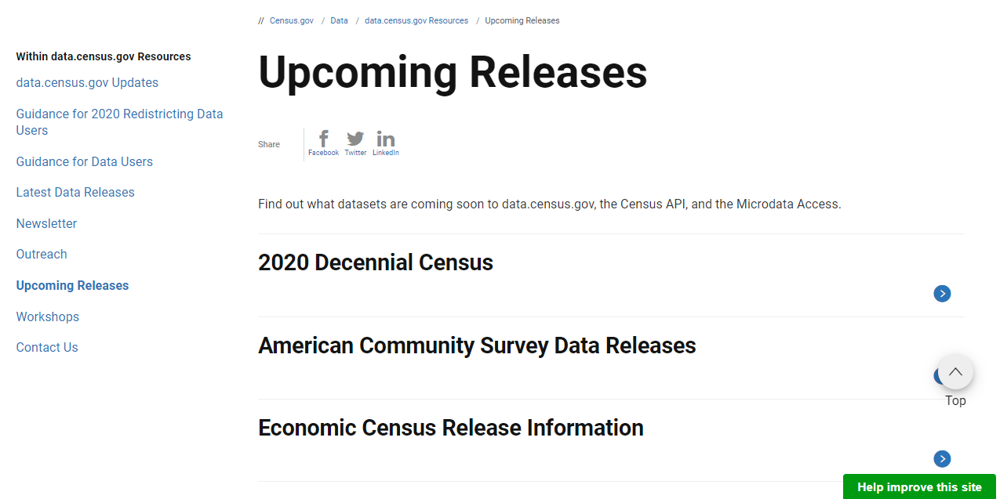 // Census.gov / Data / data.census.gov Resources / Upcoming Releases
Within data.census.gov Resources
data.census.gov Updates
Guidance for 2020 Redistricting Data
Users
Guidance for Data Users
Latest Data Releases
Newsletter
Outreach
Upcoming Releases
Workshops
Contact Us
Upcoming Releases
Share
Facebook Twitter LinkedIn
Find out what datasets are coming soon to data.census.gov, the Census API, and the Microdata Access.
2020 Decennial Census
American Community Survey Data Releases
Top
Economic Census Release Information
Help improve this site